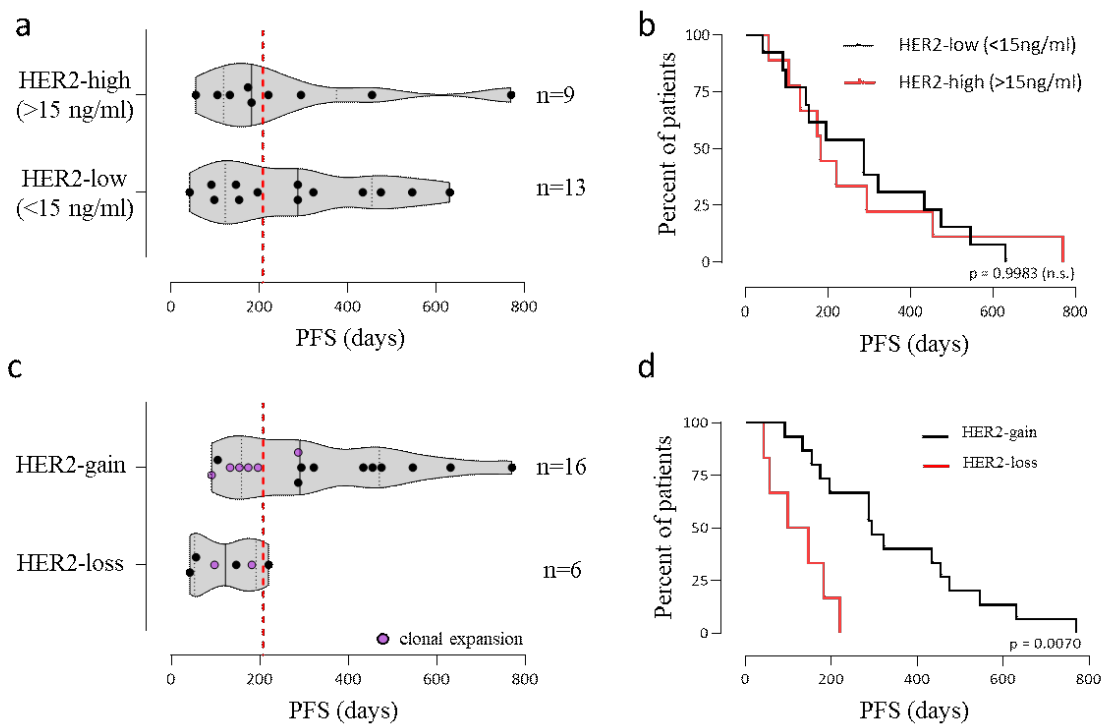 a
HER2-high
(>15 ng/ml)
n=9
HER2-low
(<15 ng/ml)
n=13
0 200 400 600 800
PFS (days)
b
100
75
50
25
0
Percent of patients
HER2-low (<15ng/ml)
HER2-high (>15ng/ml)
p = 0.9983 (n.s.)
0 200 400 600 800
PFS (days)
c
HER2-gain
n=16
HER2-loss
n=6
clonal expansion
0 200 400 600 800
PFS (days)
d
100
75
50
25
0
Percent of patients
HER2-gain
HER2-loss
p = 0.0070
0 200 400 600 800
PFS (days)